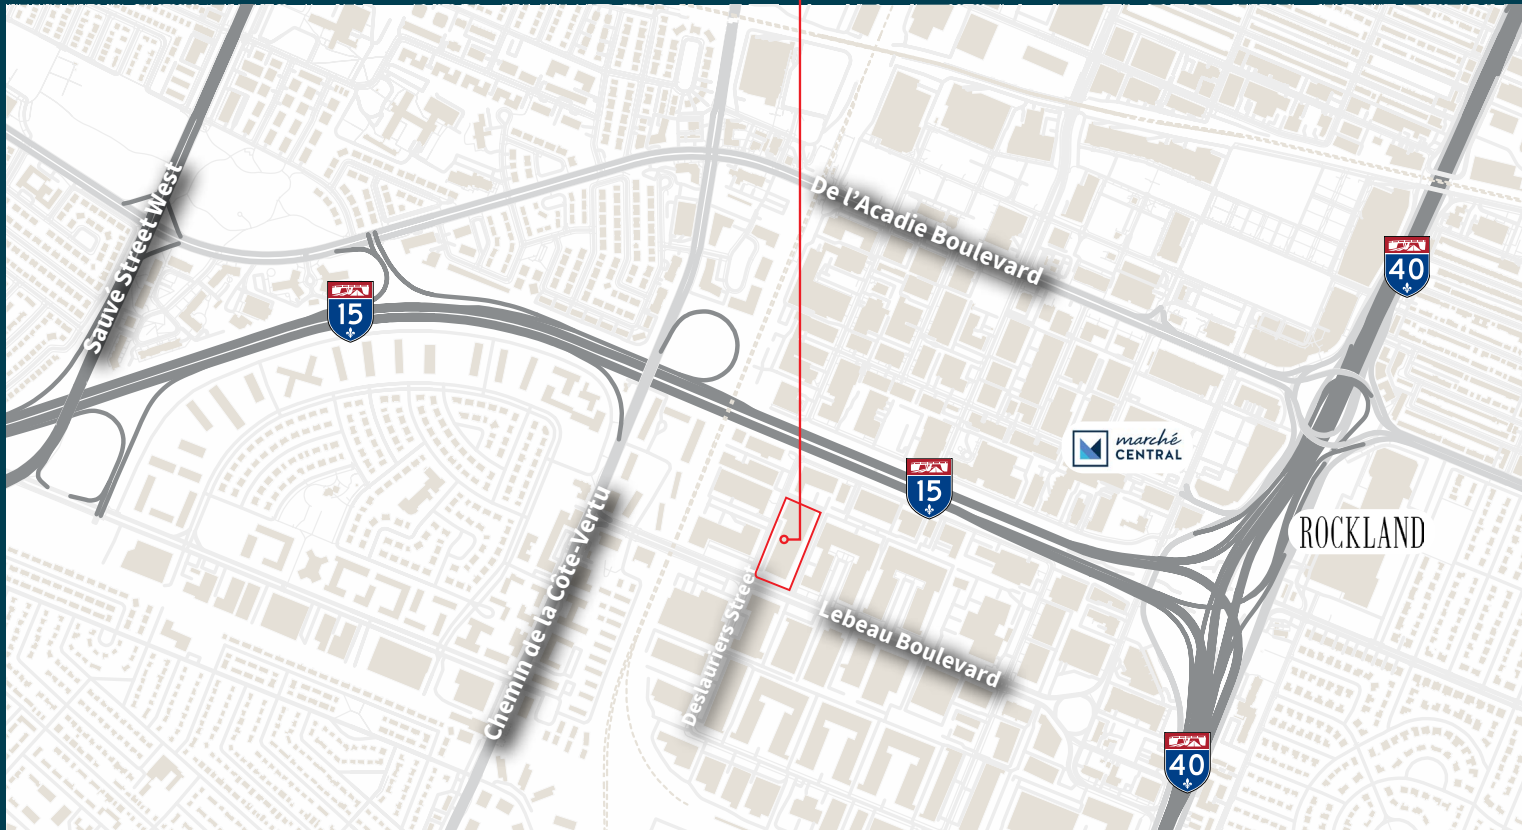 Sauvé Street West
De l'Acadie Boulevard
40
15
marché
CENTRAL
15
ROCKLAND
Chemin de la Côte-Vertu
Deslauriers Street
Lebeau Boulevard
40